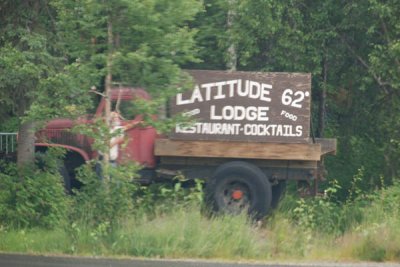 LATITUDE 62°
LODGE
FOOD
RESTAURANT-COCKTAILS